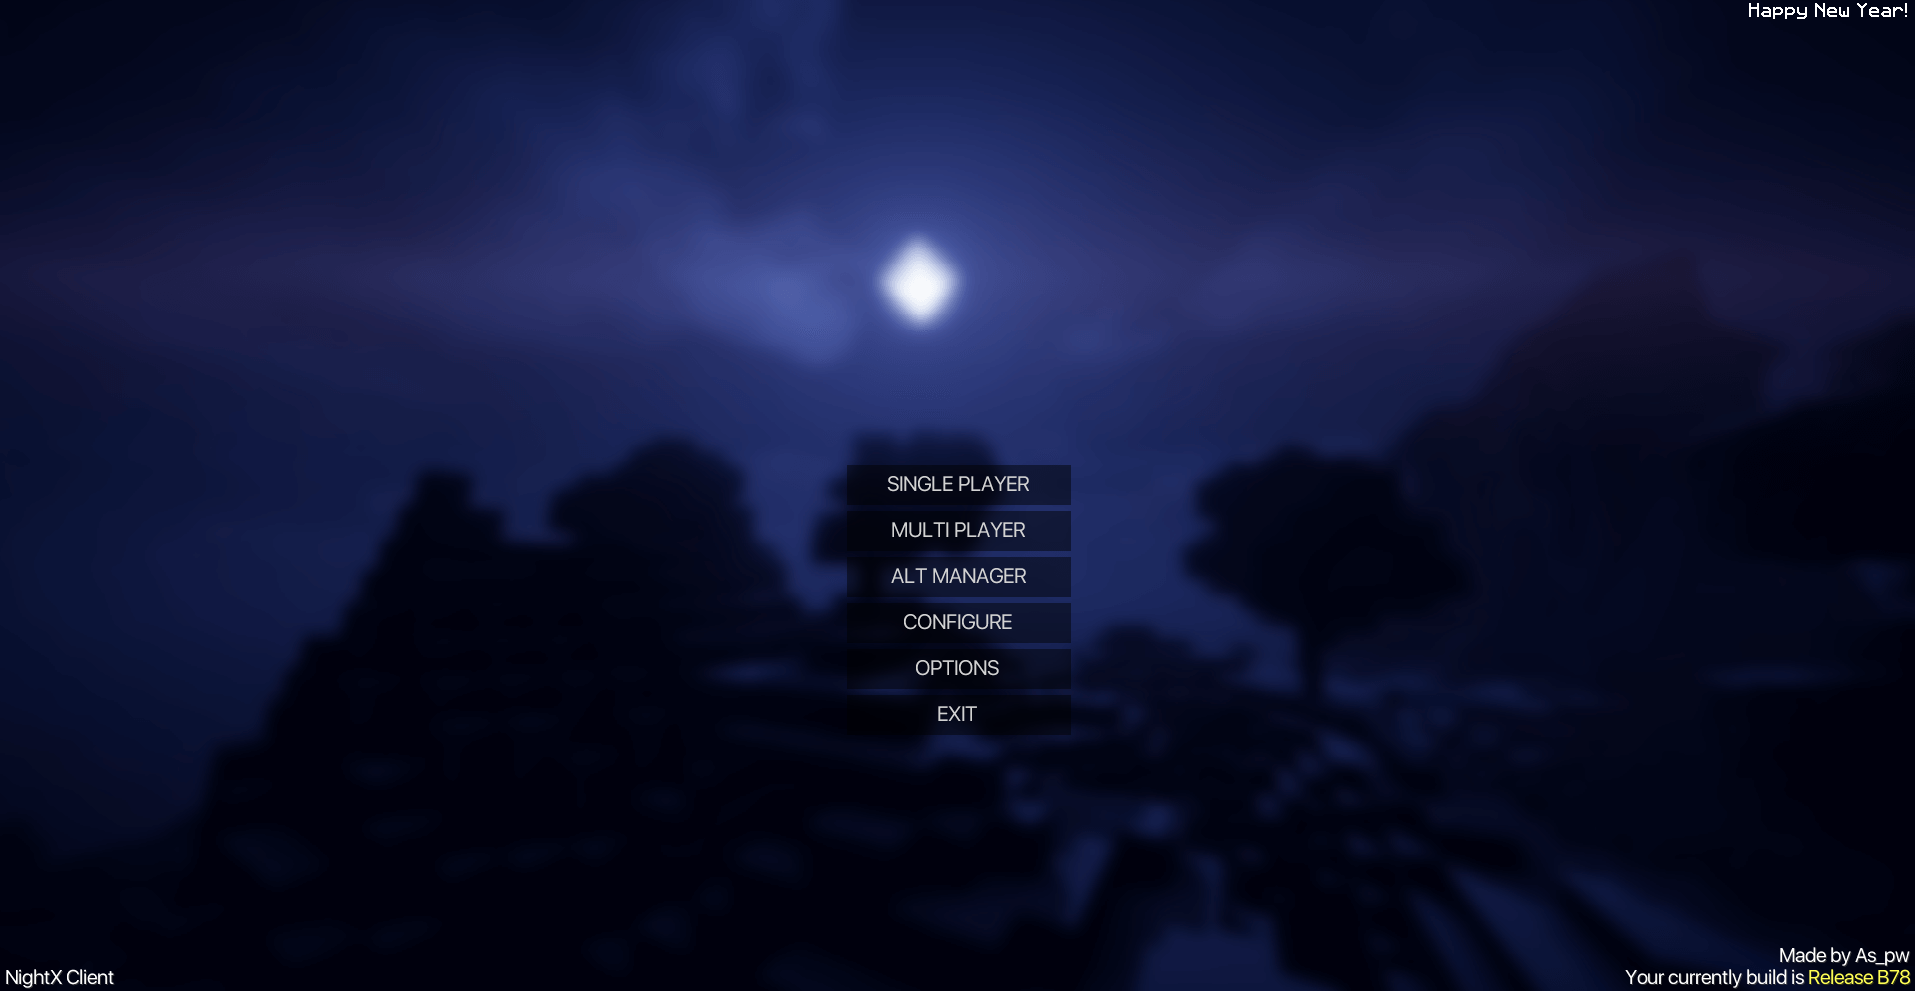 Happy New Year!
SINGLE PLAYER
MULTI PLAYER
ALT MANAGER
CONFIGURE
OPTIONS
EXIT
Made by As_pw
NightX Client
Your currently build is Release B78